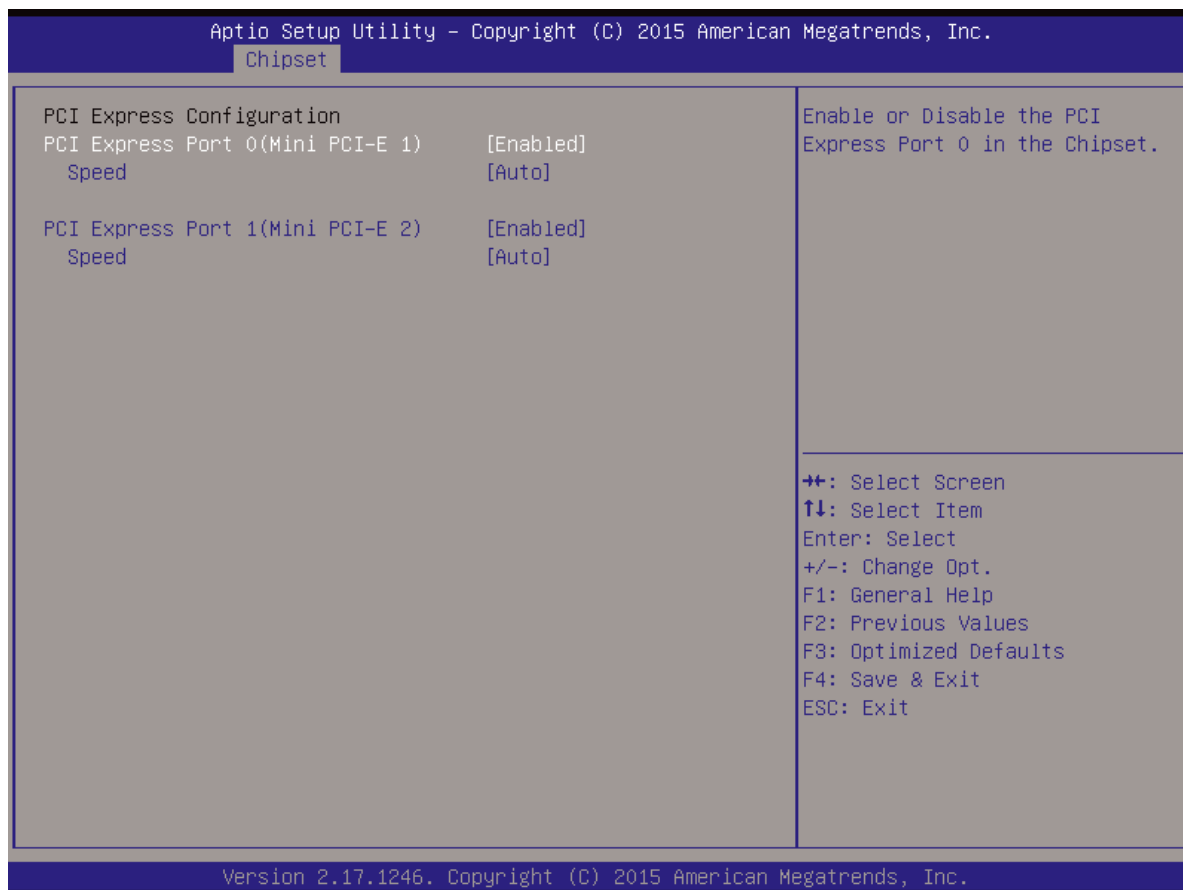 Aptio Setup Utility – Copyright (C) 2015 American Megatrends, Inc.
Chipset
PCI Express Configuration
PCI Express Port 0(Mini PCI-E 1) [Enabled]
Speed [Auto]
PCI Express Port 1(Mini PCI-E 2) [Enabled]
Speed [Auto]
Enable or Disable the PCI
Express Port 0 in the Chipset.
→←: Select Screen
↑↓: Select Item
Enter: Select
+/-: Change Opt.
F1: General Help
F2: Previous Values
F3: Optimized Defaults
F4: Save & Exit
ESC: Exit
Version 2.17.1246. Copyright (C) 2015 American Megatrends, Inc.